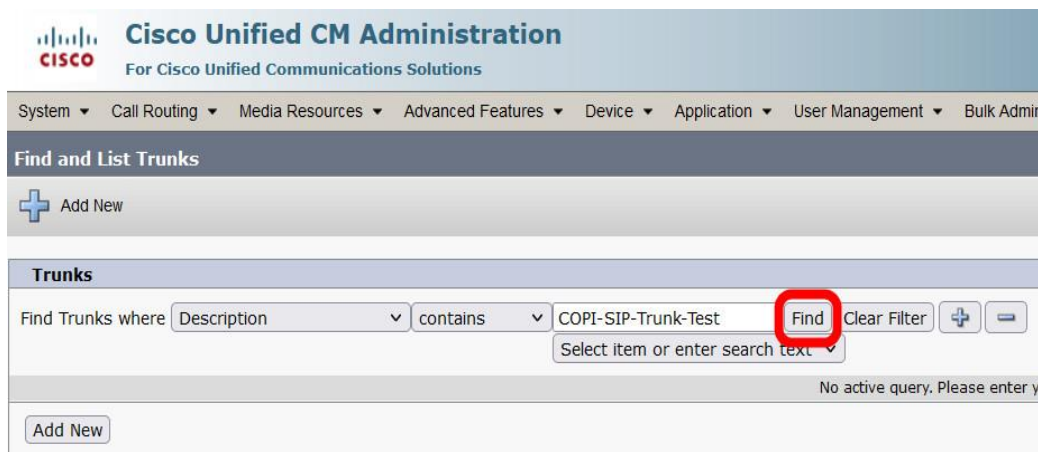 Cisco Unified CM Administration
CISCO
For Cisco Unified Communications Solutions
System Call Routing Media Resources Advanced Features Device Application User Management Bulk Admin
Find and List Trunks
Add New
Trunks
Find Trunks where Description contains COPI-SIP-Trunk-Test Find Clear Filter
Select item or enter search text
No active query. Please enter y
Add New